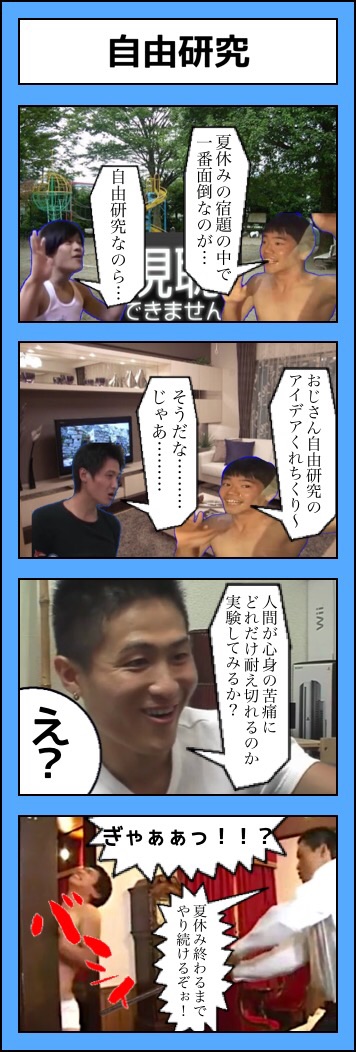 自由研究
夏休みの宿題の中で
一番面倒なのが…
自由研究なのら…
現聴
できません
おじさん自由研究の
アイデアくれちくり～
そうだな………
じゃあ………
人間が心身の苦痛に
どれだけ耐え切れるのか
実験してみるか？
Wii
え？
ぎゃぁぁっ！！？
夏休み終わるまで
やり続けるぞぉ！
バシィ